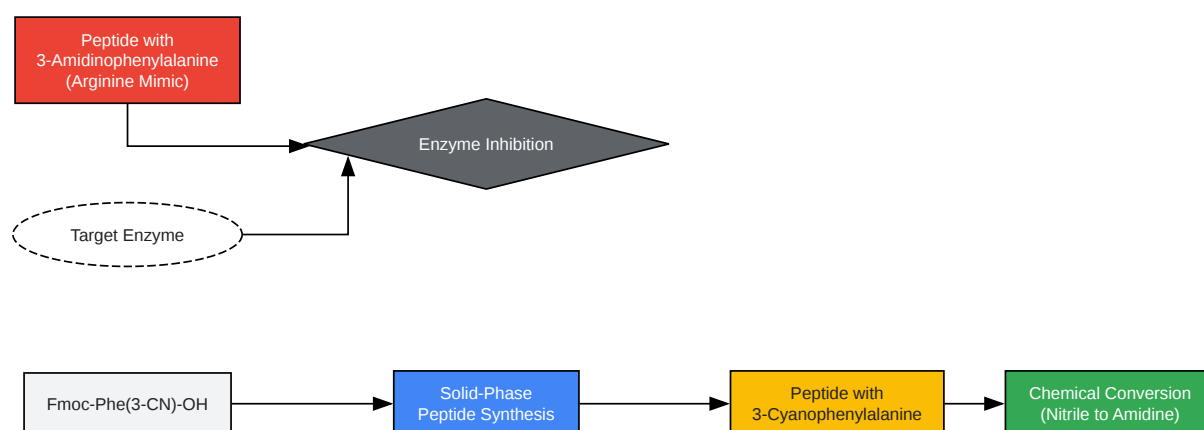 Peptide with
3-Amidinophenylalanine
(Arginine Mimic)
Enzyme Inhibition
Target Enzyme
Fmoc-Phe(3-CN)-OH
Solid-Phase
Peptide Synthesis
Peptide with
3-Cyanophenylalanine
Chemical Conversion
(Nitrile to Amidine)